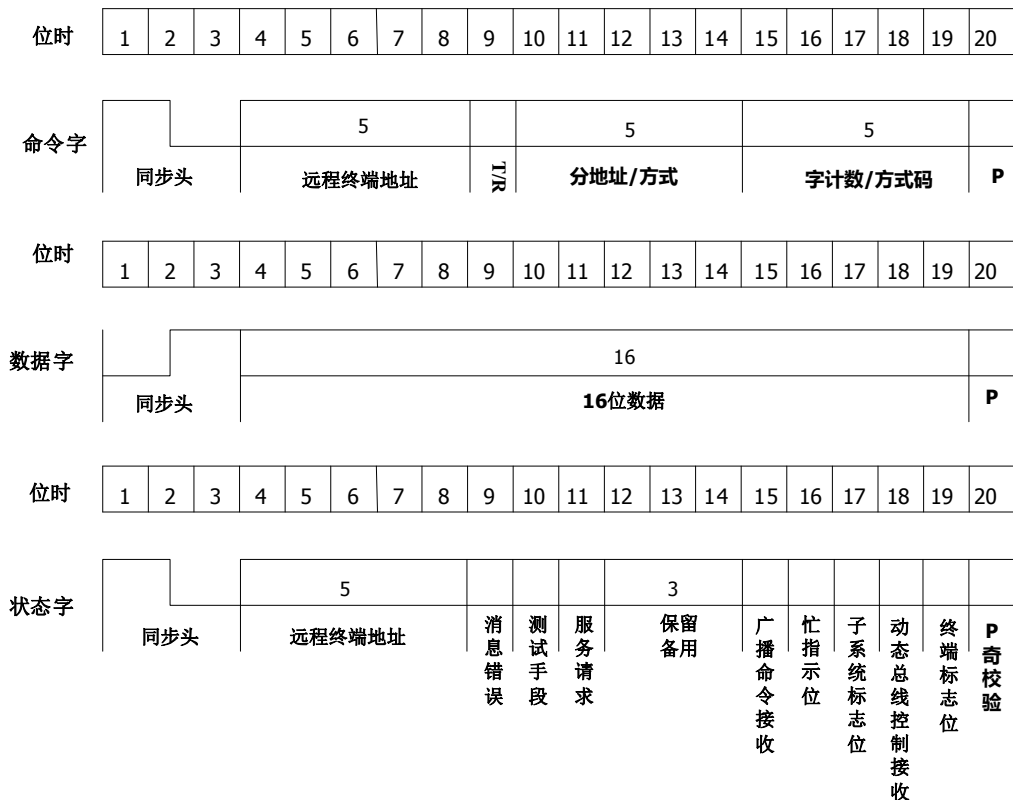 位时 1 2 3 4 5 6 7 8 9 10 11 12 13 14 15 16 17 18 19 20
命令字 5 5 5
同步头 远程终端地址 T/R 分地址/方式 字计数/方式码 P
位时 1 2 3 4 5 6 7 8 9 10 11 12 13 14 15 16 17 18 19 20
数据字 16
同步头 16位数据 P
位时 1 2 3 4 5 6 7 8 9 10 11 12 13 14 15 16 17 18 19 20
状态字 5 3
同步头 远程终端地址 消息错误 测试手段 服务请求 保留备用 广播命令接收 忙指示位 子系统标志位 动态总线控制接收 终端标志位 P奇校验